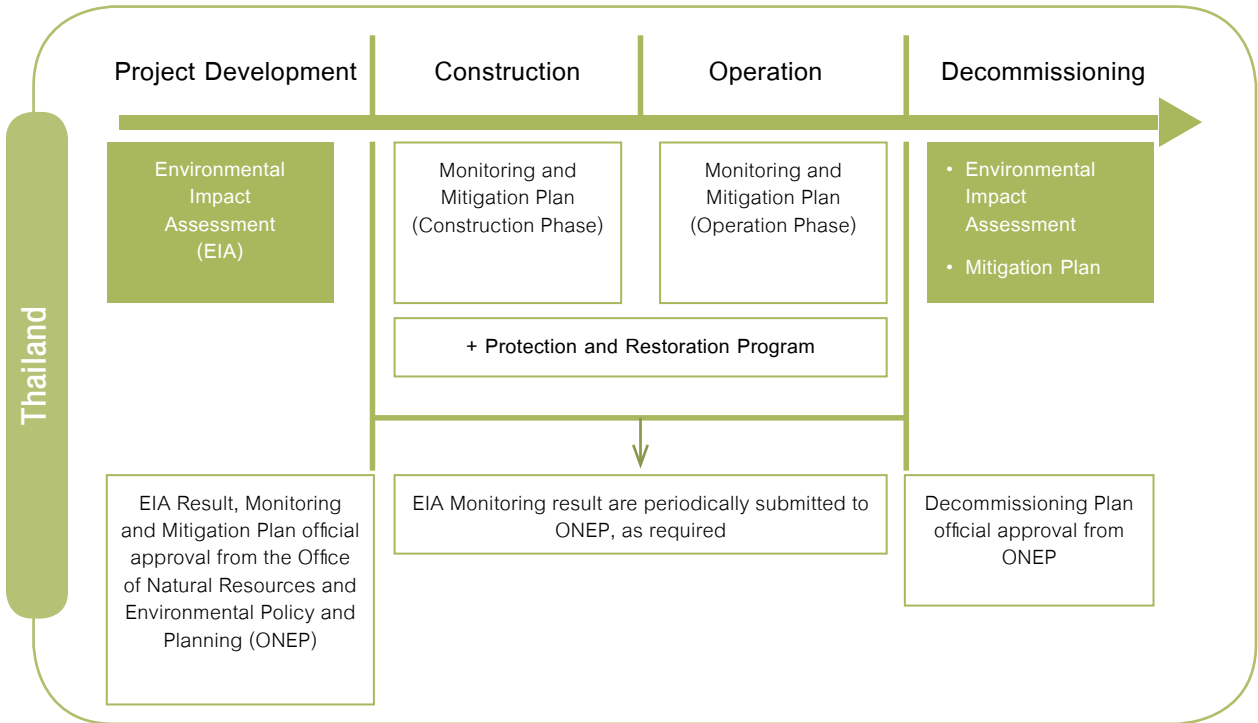 Thailand
Project Development
Construction
Operation
Decommissioning
Environmental
Impact
Assessment
(EIA)
Monitoring and
Mitigation Plan
(Construction Phase)
Monitoring and
Mitigation Plan
(Operation Phase)
• Environmental
Impact
Assessment
• Mitigation Plan
+ Protection and Restoration Program
EIA Result, Monitoring
and Mitigation Plan official
approval from the Office
of Natural Resources and
Environmental Policy and
Planning (ONEP)
EIA Monitoring result are periodically submitted to
ONEP, as required
Decommissioning Plan
official approval from
ONEP